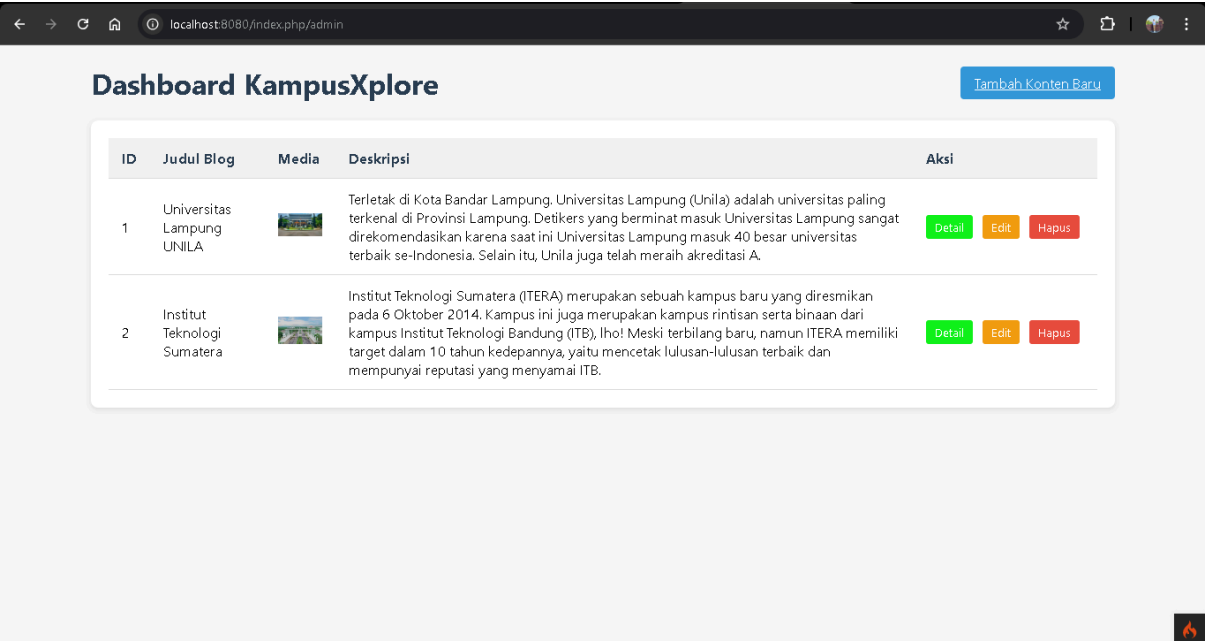 localhost:8080/index.php/admin
Dashboard KampusXplore
Tambah Konten Baru
ID Judul Blog Media Deskripsi Aksi
1
Universitas
Lampung
UNILA
Terletak di Kota Bandar Lampung. Universitas Lampung (Unila) adalah universitas paling
terkenal di Provinsi Lampung. Detikers yang berminat masuk Universitas Lampung sangat
direkomendasikan karena saat ini Universitas Lampung masuk 40 besar universitas
terbaik se-Indonesia. Selain itu, Unila juga telah meraih akreditasi A.
Detail Edit Hapus
2
Institut
Teknologi
Sumatera
Institut Teknologi Sumatera (ITERA) merupakan sebuah kampus baru yang diresmikan
pada 6 Oktober 2014. Kampus ini juga merupakan kampus rintisan serta binaan dari
kampus Institut Teknologi Bandung (ITB), lho! Meski terbilang baru, namun ITERA memiliki
target dalam 10 tahun kedepannya, yaitu mencetak lulusan-lulusan terbaik dan
mempunyai reputasi yang menyamai ITB.
Detail Edit Hapus